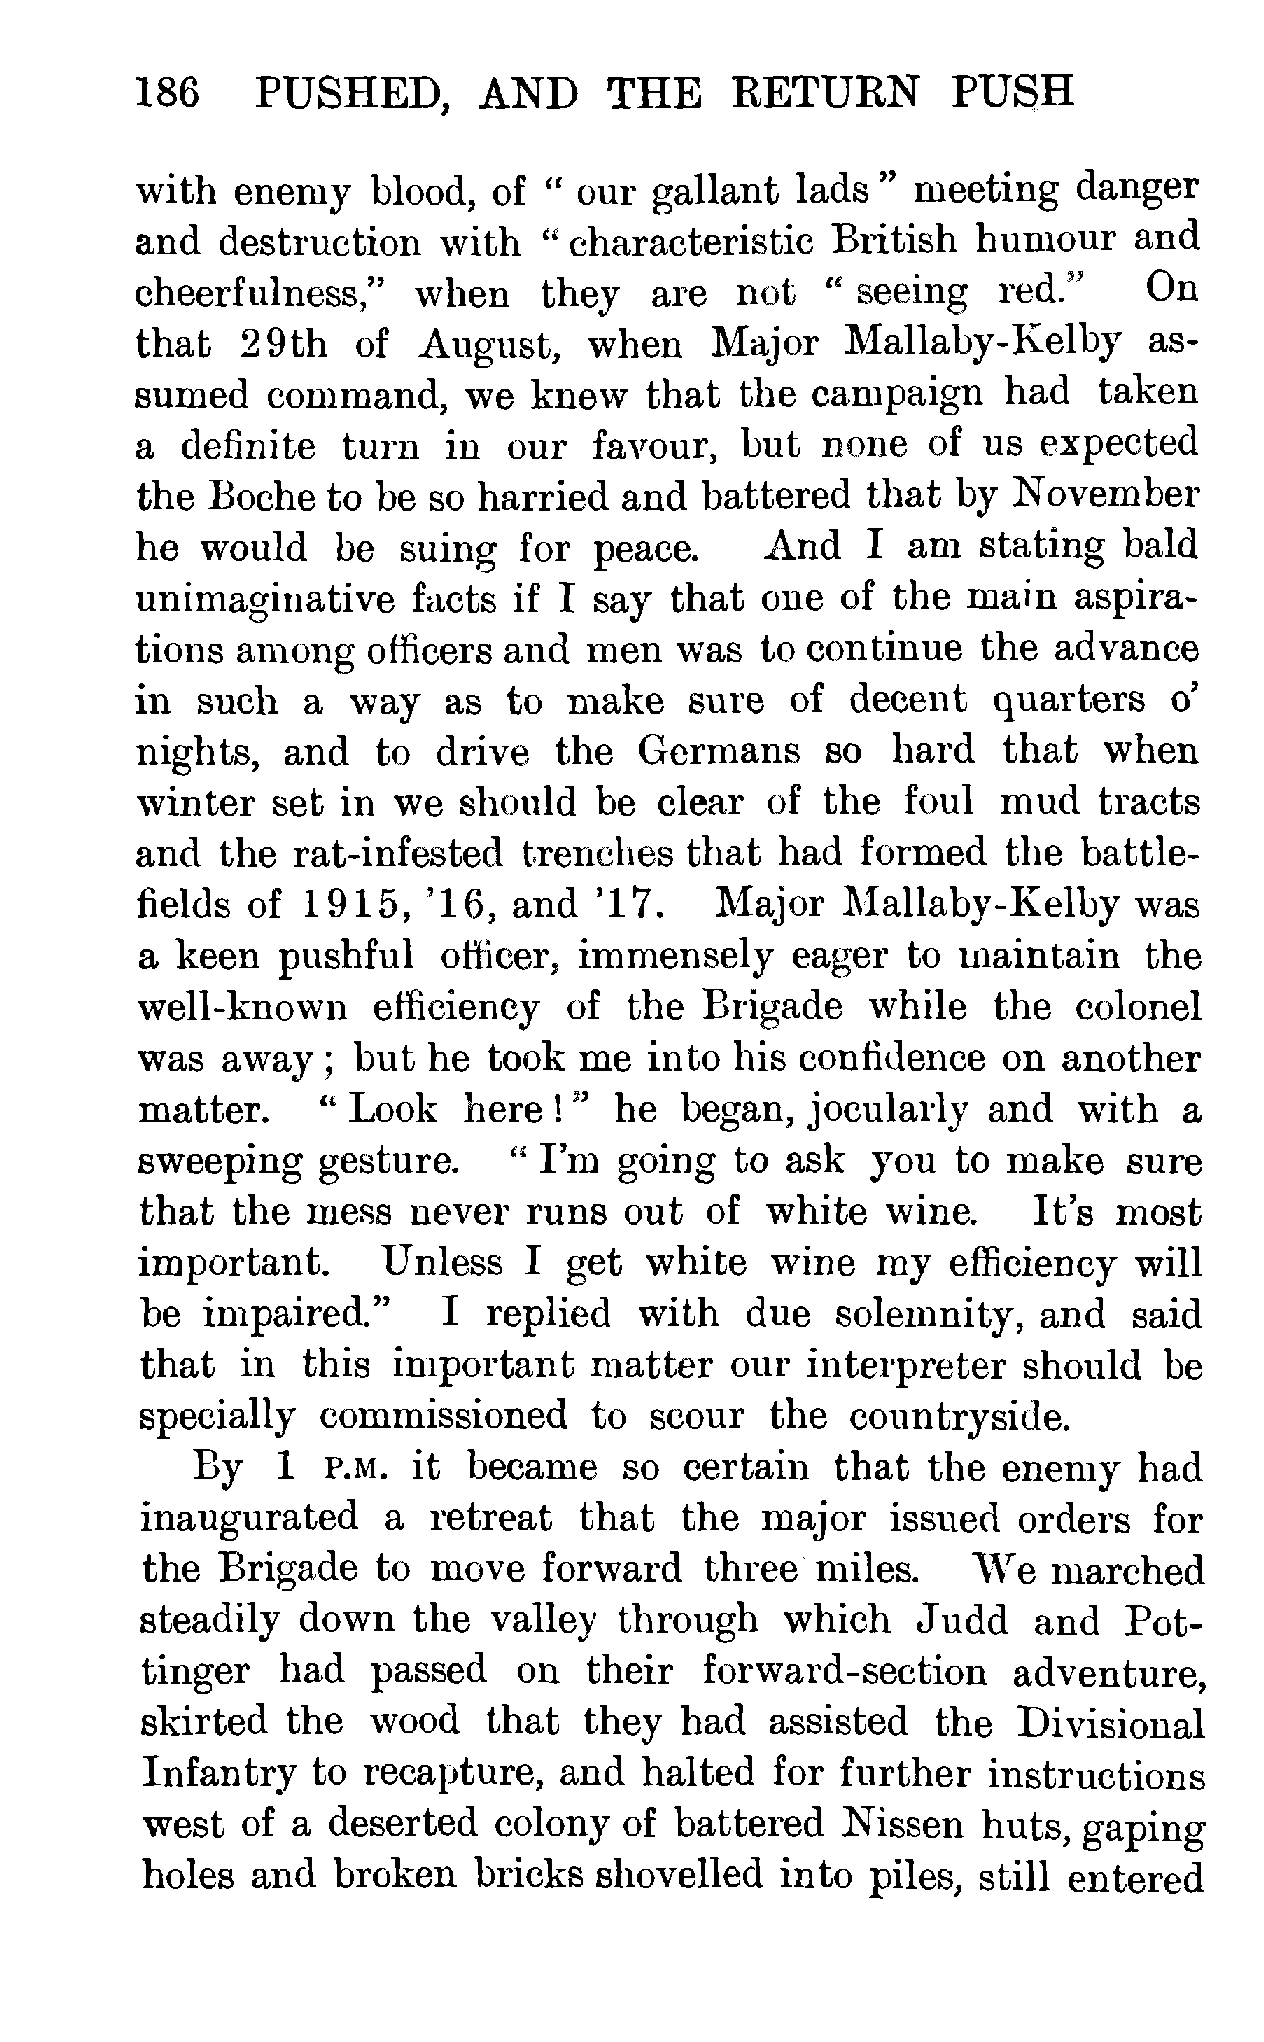 186 PUSHED, AND THE RETURN PUSH
with enemy blood, of " our gallant lads " meeting danger
and destruction with " characteristic British humour and
cheerfulness," when they are not " seeing red." On
that 29th of August, when Major Mallaby-Kelby as-
sumed command, we knew that the campaign had taken
a definite turn in our favour, but none of us expected
the Boche to be so harried and battered that by November
he would be suing for peace. And I am stating bald
unimaginative facts if I say that one of the main aspira-
tions among officers and men was to continue the advance
in such a way as to make sure of decent quarters o'
nights, and to drive the Germans so hard that when
winter set in we should be clear of the foul mud tracts
and the rat-infested trenches that had formed the battle-
fields of 1915, '16, and '17. Major Mallaby-Kelby was
a keen pushful officer, immensely eager to maintain the
well-known efficiency of the Brigade while the colonel
was away ; but he took me into his confidence on another
matter. " Look here ! " he began, jocularly and with a
sweeping gesture. " I'm going to ask you to make sure
that the mess never runs out of white wine. It's most
important. Unless I get white wine my efficiency will
be impaired." I replied with due solemnity, and said
that in this important matter our interpreter should be
specially commissioned to scour the countryside.
By 1 P.M. it became so certain that the enemy had
inaugurated a retreat that the major issued orders for
the Brigade to move forward three miles. We marched
steadily down the valley through which Judd and Pot-
tinger had passed on their forward-section adventure,
skirted the wood that they had assisted the Divisional
Infantry to recapture, and halted for further instructions
west of a deserted colony of battered Nissen huts, gaping
holes and broken bricks shovelled into piles, still entered